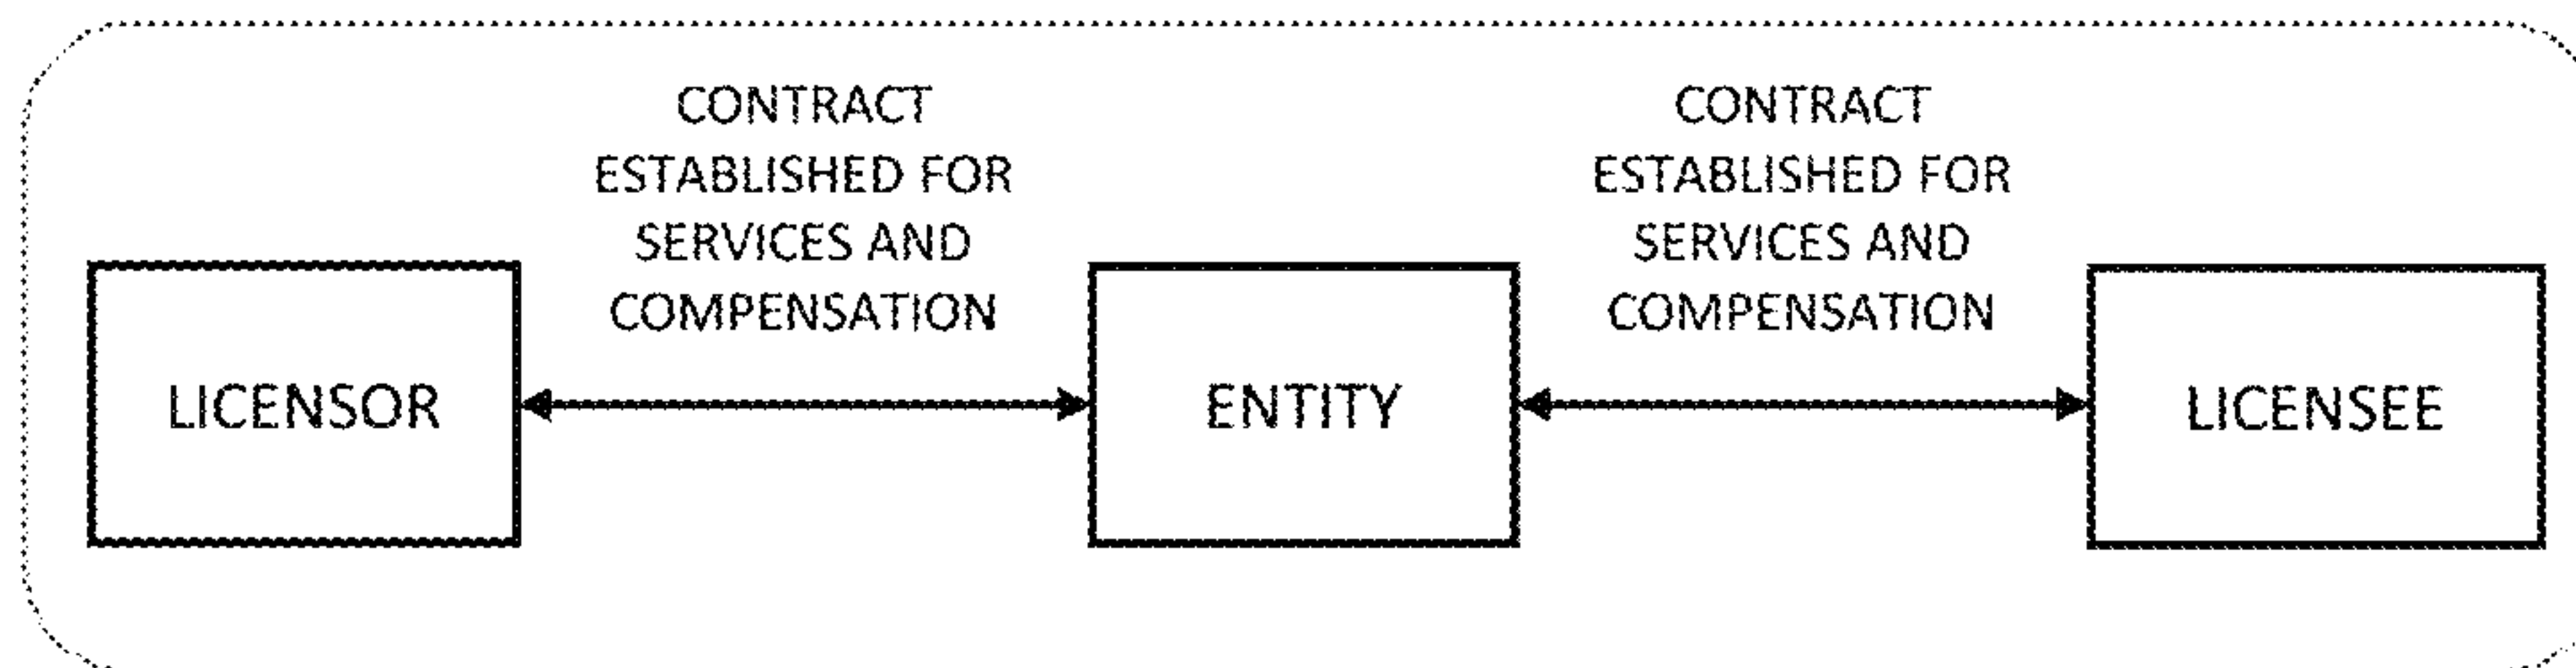 CONTRACT
ESTABLISHED FOR
SERVICES AND
COMPENSATION
CONTRACT
ESTABLISHED FOR
SERVICES AND
COMPENSATION
LICENSOR
ENTITY
LICENSEE